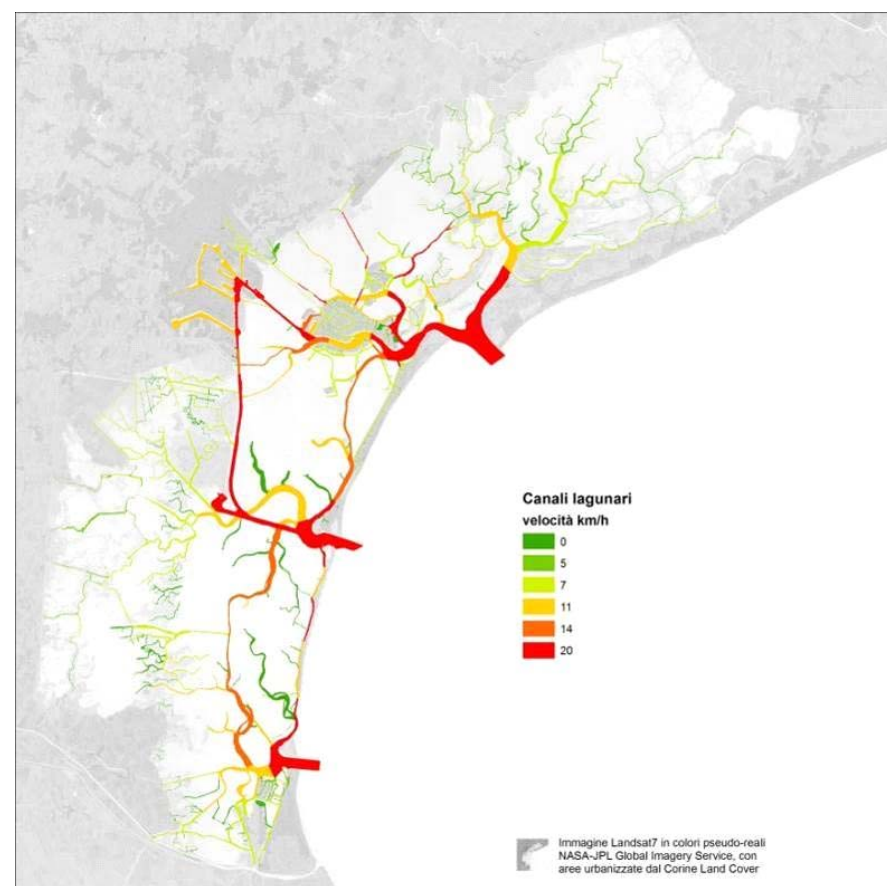 Canali lagunari
velocità km/h
0
5
7
11
14
20
Immagine Landsat7 in colori pseudo-reali
NASA-JPL Global Imagery Service, con
aree urbanizzate dal Corine Land Cover